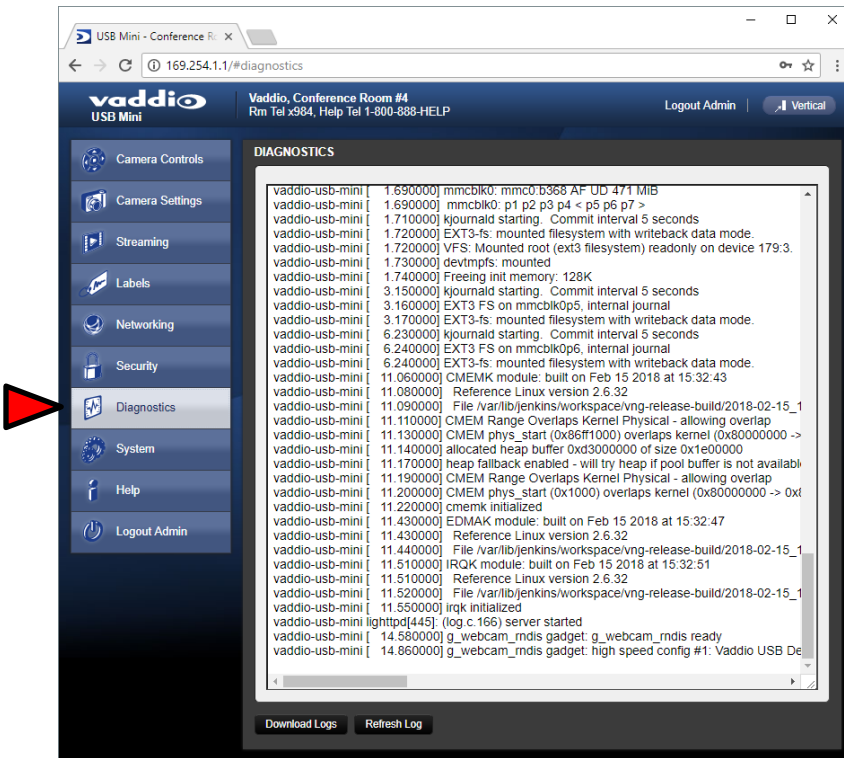 USB Mini - Conference Ro
169.254.1.1/#diagnostics
vaddio
USB Mini
Vaddio, Conference Room #4
Rm Tel x984, Help Tel 1-800-888-HELP
Logout Admin
Vertical
Camera Controls
Camera Settings
Streaming
Labels
Networking
Security
Diagnostics
System
Help
Logout Admin
DIAGNOSTICS
vaddio-usb-mini [ 1.690000] mmcblk0: mmc0:b368 AF UD 471 MiB
vaddio-usb-mini [ 1.690000] mmcblk0: p1 p2 p3 p4 < p5 p6 p7 >
vaddio-usb-mini [ 1.710000] kjournald starting. Commit interval 5 seconds
vaddio-usb-mini [ 1.720000] EXT3-fs: mounted filesystem with writeback data mode.
vaddio-usb-mini [ 1.720000] VFS: Mounted root (ext3 filesystem) readonly on device 179:3.
vaddio-usb-mini [ 1.730000] devtmpfs: mounted
vaddio-usb-mini [ 1.740000] Freeing init memory: 128K
vaddio-usb-mini [ 3.150000] kjournald starting. Commit interval 5 seconds
vaddio-usb-mini [ 3.160000] EXT3 FS on mmcblk0p5, internal journal
vaddio-usb-mini [ 3.170000] EXT3-fs: mounted filesystem with writeback data mode.
vaddio-usb-mini [ 6.230000] kjournald starting. Commit interval 5 seconds
vaddio-usb-mini [ 6.240000] EXT3 FS on mmcblk0p6, internal journal
vaddio-usb-mini [ 6.240000] EXT3-fs: mounted filesystem with writeback data mode.
vaddio-usb-mini [ 11.060000] CMEMK module: built on Feb 15 2018 at 15:32:43
vaddio-usb-mini [ 11.080000] Reference Linux version 2.6.32
vaddio-usb-mini [ 11.090000] File /var/lib/jenkins/workspace/vng-release-build/2018-02-15_1
vaddio-usb-mini [ 11.110000] CMEM Range Overlaps Kernel Physical - allowing overlap
vaddio-usb-mini [ 11.130000] CMEM phys_start (0x86ff1000) overlaps kernel (0x80000000 ->
vaddio-usb-mini [ 11.140000] allocated heap buffer 0xd3000000 of size 0x1e00000
vaddio-usb-mini [ 11.170000] heap fallback enabled - will try heap if pool buffer is not availabl
vaddio-usb-mini [ 11.190000] CMEM Range Overlaps Kernel Physical - allowing overlap
vaddio-usb-mini [ 11.200000] CMEM phys_start (0x1000) overlaps kernel (0x80000000 -> 0x8
vaddio-usb-mini [ 11.220000] cmemk initialized
vaddio-usb-mini [ 11.430000] EDMAK module: built on Feb 15 2018 at 15:32:47
vaddio-usb-mini [ 11.430000] Reference Linux version 2.6.32
vaddio-usb-mini [ 11.440000] File /var/lib/jenkins/workspace/vng-release-build/2018-02-15_1
vaddio-usb-mini [ 11.510000] IRQK module: built on Feb 15 2018 at 15:32:51
vaddio-usb-mini [ 11.510000] Reference Linux version 2.6.32
vaddio-usb-mini [ 11.520000] File /var/lib/jenkins/workspace/vng-release-build/2018-02-15_1
vaddio-usb-mini [ 11.550000] irqk initialized
vaddio-usb-mini lighttpd[445]: (log.c.166) server started
vaddio-usb-mini [ 14.580000] g_webcam_rndis gadget: g_webcam_rndis ready
vaddio-usb-mini [ 14.860000] g_webcam_rndis gadget: high speed config #1: Vaddio USB De
Download Logs
Refresh Log